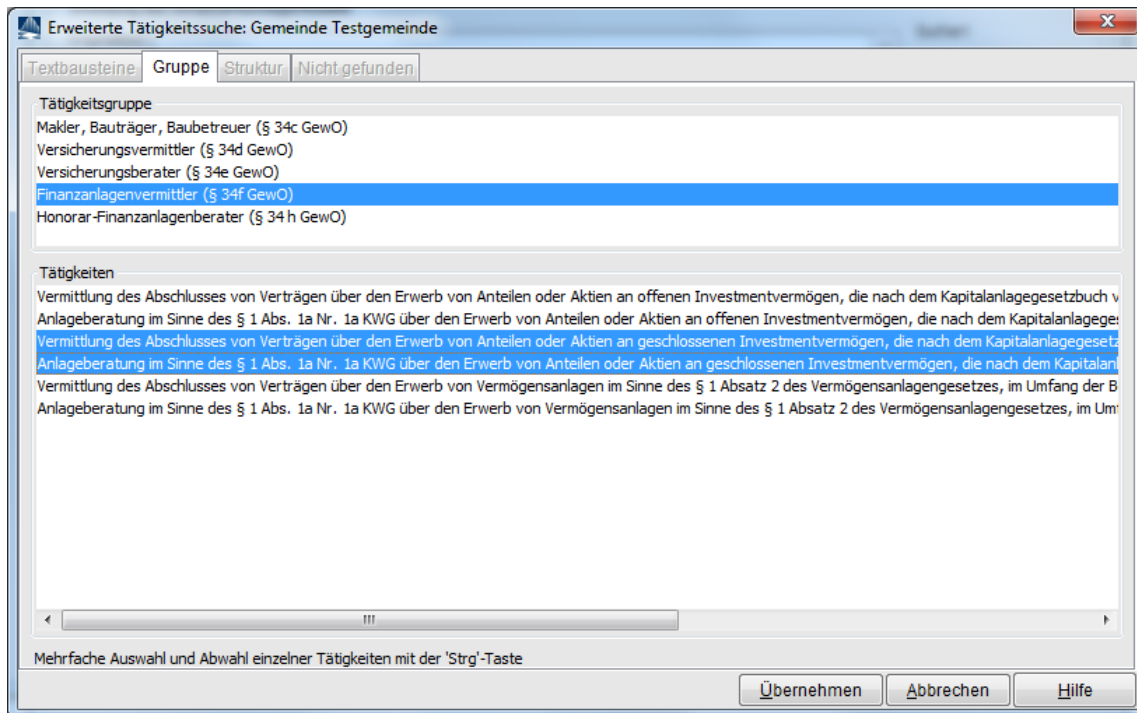 Erweiterte Tätigkeitssuche: Gemeinde Testgemeinde
Textbausteine Gruppe Struktur Nicht gefunden
Tätigkeitsgruppe
Makler, Bauträger, Baubetreuer (§ 34c GewO)
Versicherungsvermittler (§ 34d GewO)
Versicherungsberater (§ 34e GewO)
Finanzanlagenvermittler (§ 34f GewO)
Honorar-Finanzanlagenberater (§ 34 h GewO)
Tätigkeiten
Vermittlung des Abschlusses von Verträgen über den Erwerb von Anteilen oder Aktien an offenen Investmentvermögen, die nach dem Kapitalanlagegesetzbuch v
Anlageberatung im Sinne des § 1 Abs. 1a Nr. 1a KWG über den Erwerb von Anteilen oder Aktien an offenen Investmentvermögen, die nach dem Kapitalanlageges
Vermittlung des Abschlusses von Verträgen über den Erwerb von Anteilen oder Aktien an geschlossenen Investmentvermögen, die nach dem Kapitalanlagegesetz
Anlageberatung im Sinne des § 1 Abs. 1a Nr. 1a KWG über den Erwerb von Anteilen oder Aktien an geschlossenen Investmentvermögen, die nach dem Kapitalanl
Vermittlung des Abschlusses von Verträgen über den Erwerb von Vermögensanlagen im Sinne des § 1 Absatz 2 des Vermögensanlagengesetzes, im Umfang der B
Anlageberatung im Sinne des § 1 Abs. 1a Nr. 1a KWG über den Erwerb von Vermögensanlagen im Sinne des § 1 Absatz 2 des Vermögensanlagengesetzes, im Um
Mehrfache Auswahl und Abwahl einzelner Tätigkeiten mit der 'Strg'-Taste
Übernehmen Abbrechen Hilfe